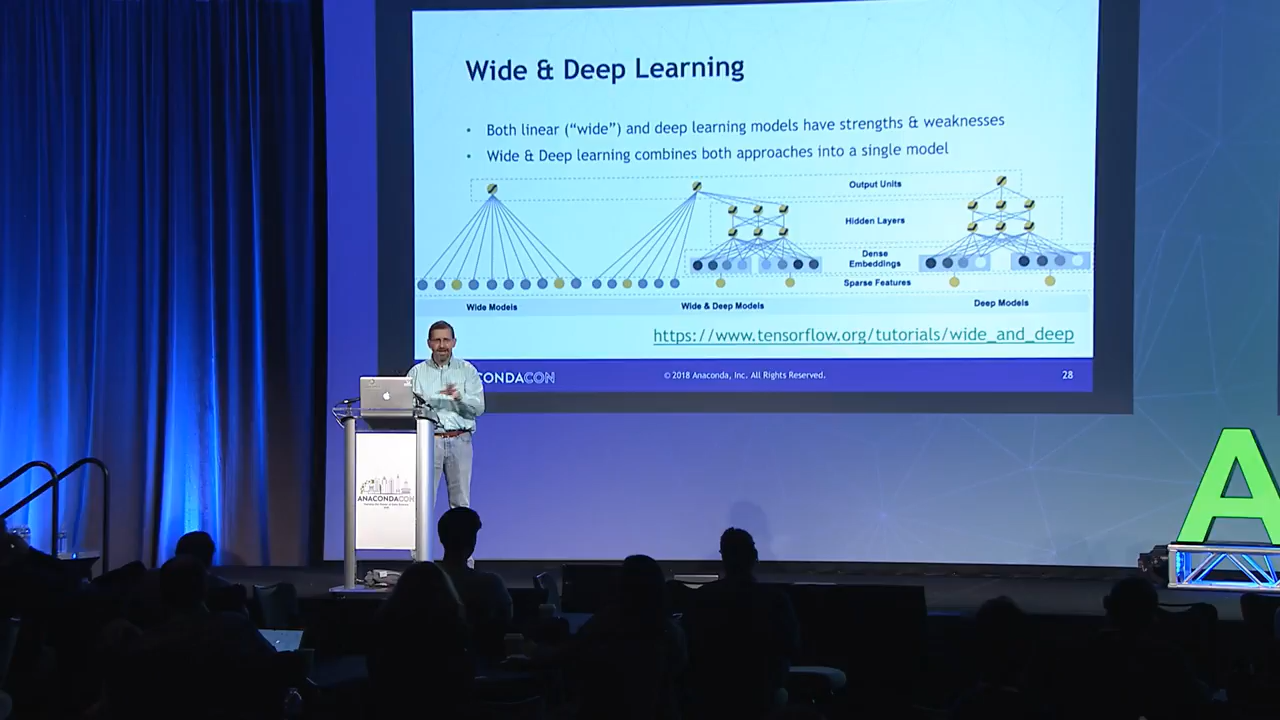 Wide & Deep Learning
• Both linear (“wide”) and deep learning models have strengths & weaknesses
• Wide & Deep learning combines both approaches into a single model
Output Units
Hidden Layers
Dense
Embeddings
Sparse Features
Wide Models
Wide & Deep Models
Deep Models
https://www.tensorflow.org/tutorials/wide_and_deep
CONDACON
© 2018 Anaconda, Inc. All Rights Reserved.
28
ANACONDACON
A